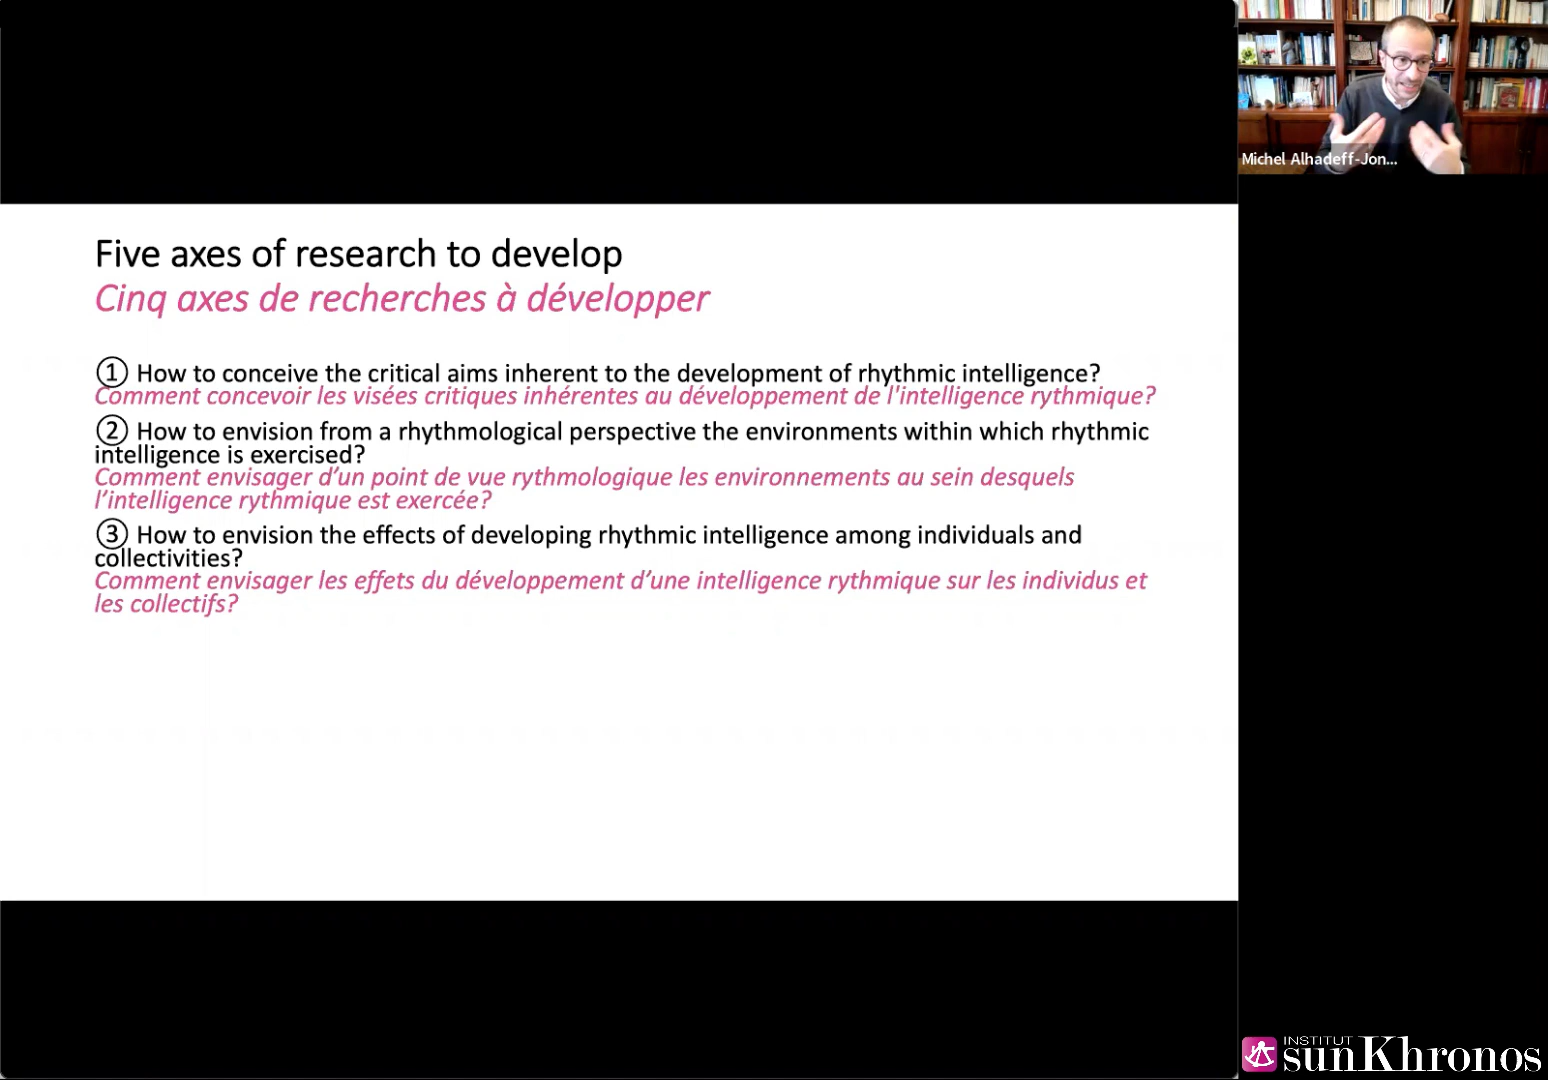 Five axes of research to develop
Cinq axes de recherches à développer
① How to conceive the critical aims inherent to the development of rhythmic intelligence?
Comment concevoir les visées critiques inhérentes au développement de l'intelligence rythmique?
② How to envision from a rhythmological perspective the environments within which rhythmic
intelligence is exercised?
Comment envisager d’un point de vue rythmologique les environnements au sein desquels
l’intelligence rythmique est exercée?
③ How to envision the effects of developing rhythmic intelligence among individuals and
collectivities?
Comment envisager les effets du développement d’une intelligence rythmique sur les individus et
les collectifs?
Michel Alhadeff-Jon...
INSTITUT
sunKhronos